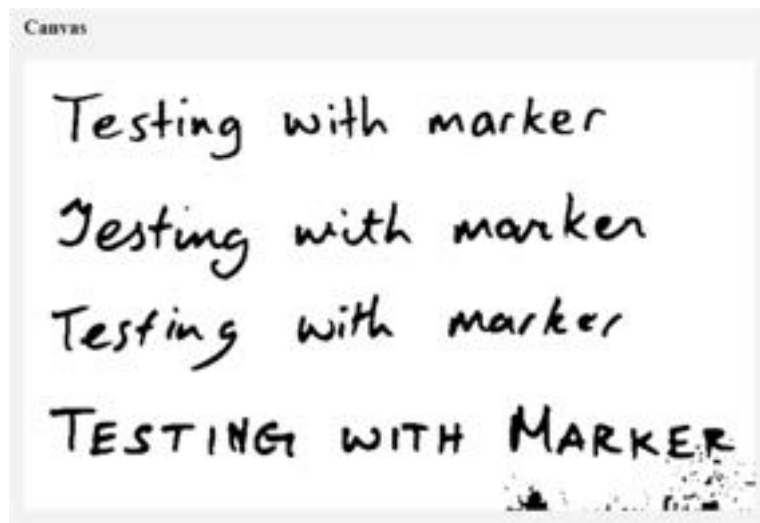 Canvas
Testing with marker
Testing with marker
Testing with marker
TESTING WITH MARKER